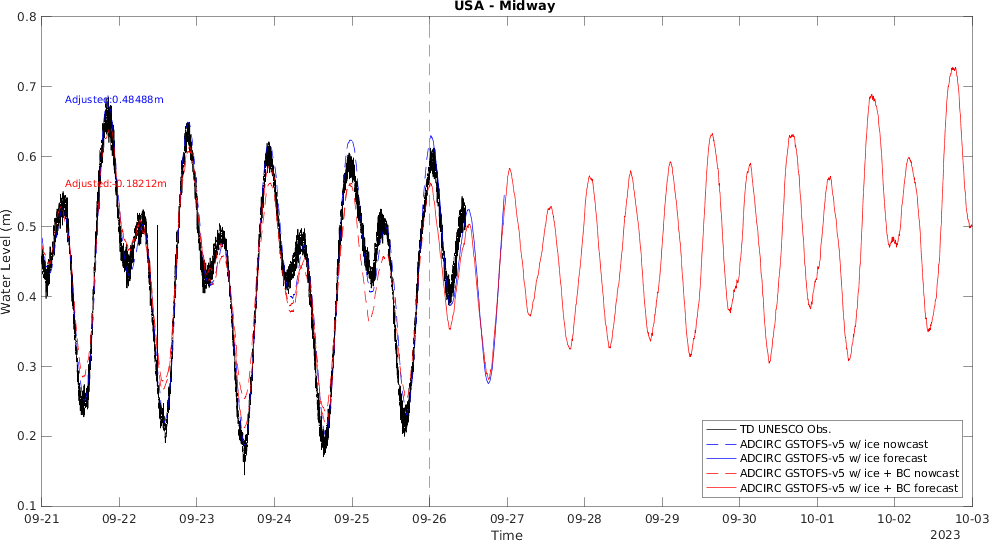 USA - Midway
0.8
0.7
0.6
0.5
0.4
0.3
0.2
0.1
Water Level (m)
Adjusted:0.48488m
Adjusted:-0.18212m
TD UNESCO Obs.
ADCIRC GSTOFS-v5 w/ ice nowcast
ADCIRC GSTOFS-v5 w/ ice forecast
ADCIRC GSTOFS-v5 w/ ice + BC nowcast
ADCIRC GSTOFS-v5 w/ ice + BC forecast
09-21 09-22 09-23 09-24 09-25 09-26 09-27 09-28 09-29 09-30 10-01 10-02 10-03
Time
2023